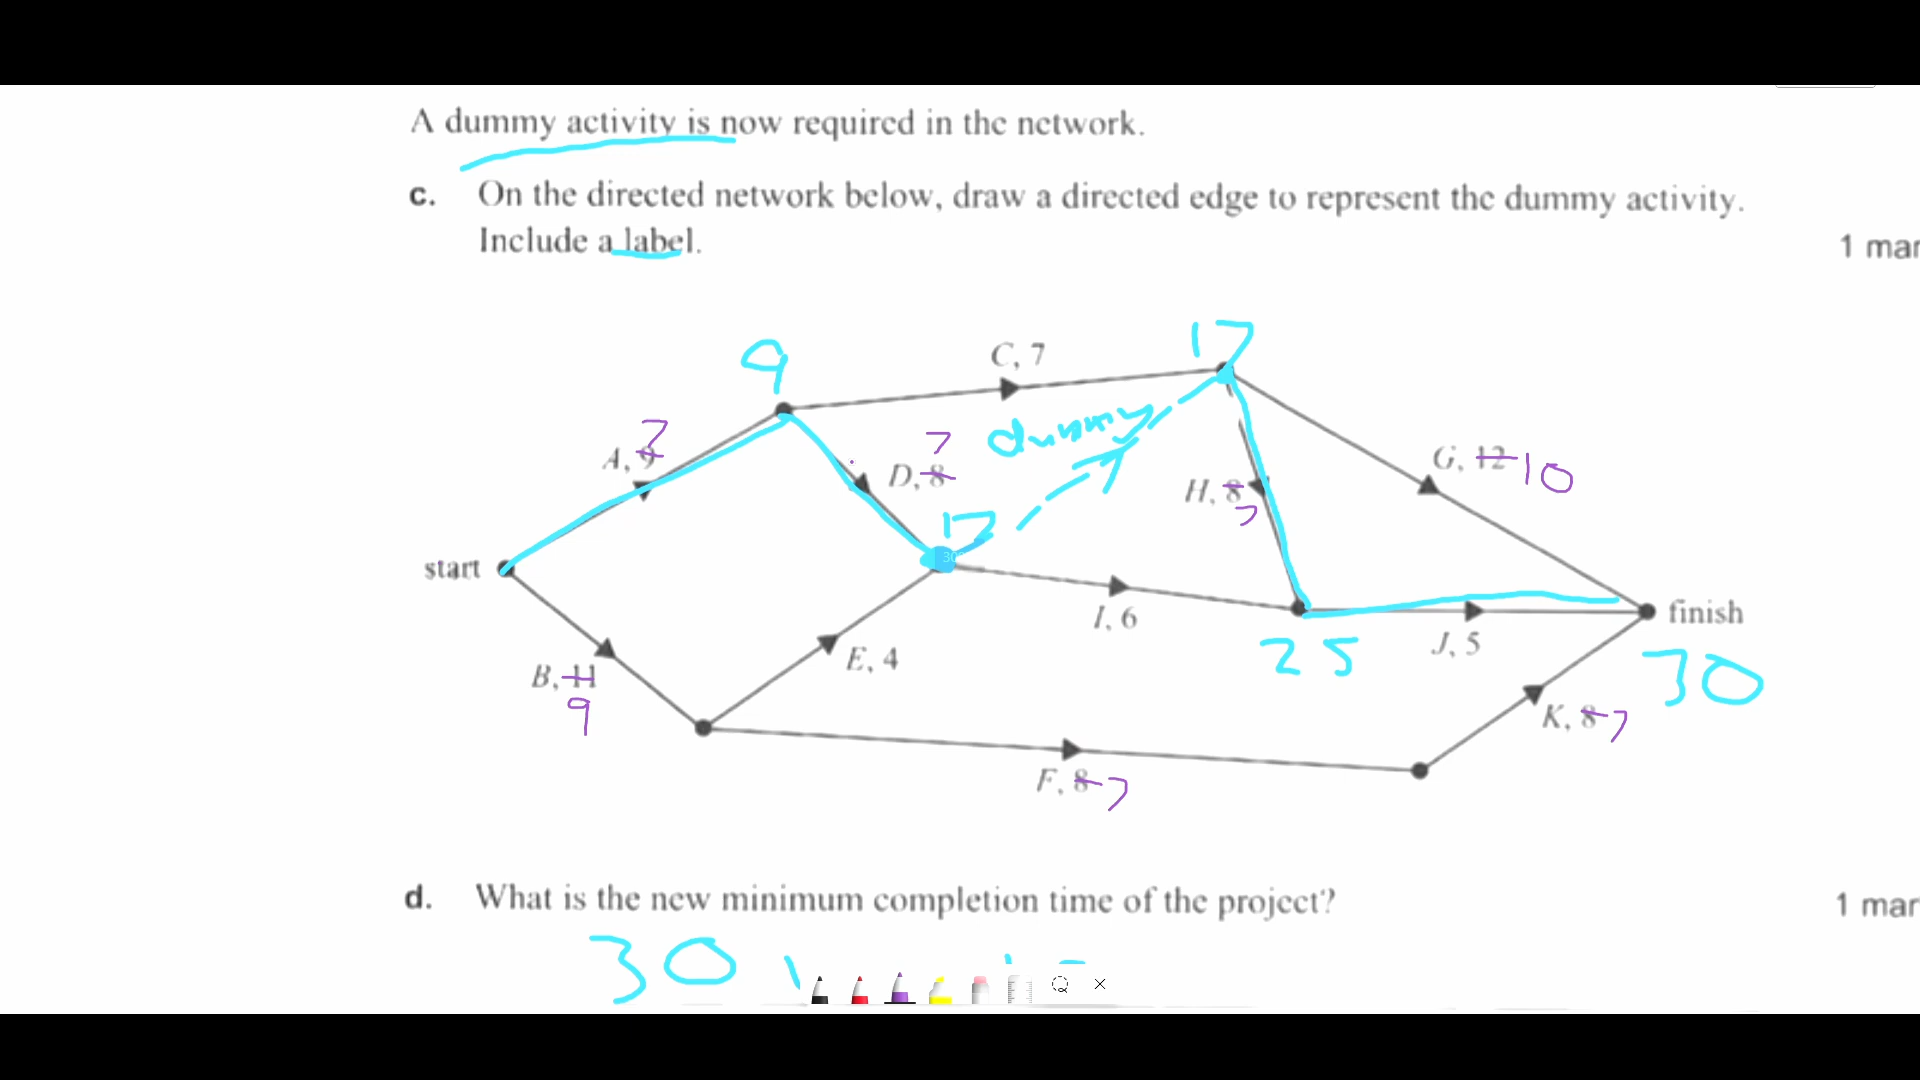 A dummy activity is now required in the network.
c. On the directed network below, draw a directed edge to represent the dummy activity.
Include a label.
1 mar
9
17
C, 7
dummy
A, 9 7
D, 8 7
G, 12 10
H, 8 7
17
start
30
I, 6
finish
E, 4
25
J, 5
30
B, 11 9
K, 8 7
F, 8 7
d. What is the new minimum completion time of the project?
1 mar
30